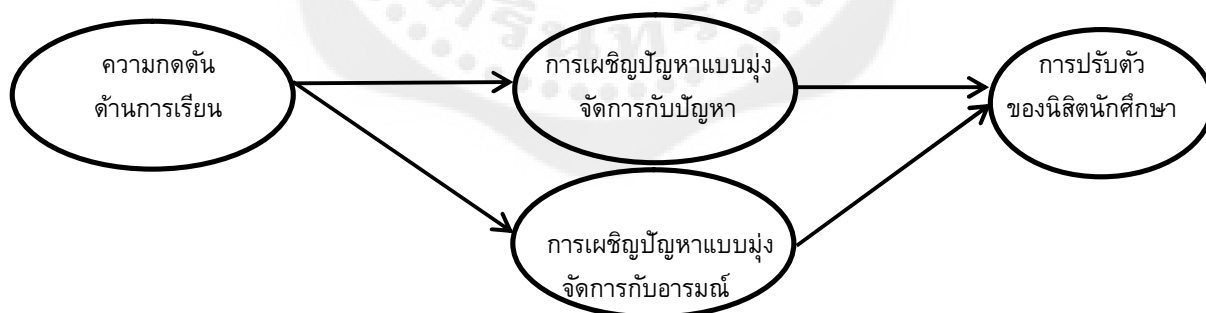 ความกดดัน
ด้านการเรียน
การเผชิญปัญหาแบบมุ่ง
จัดการกับปัญหา
การปรับตัว
ของนิสิตนักศึกษา
การเผชิญปัญหาแบบมุ่ง
จัดการกับอารมณ์